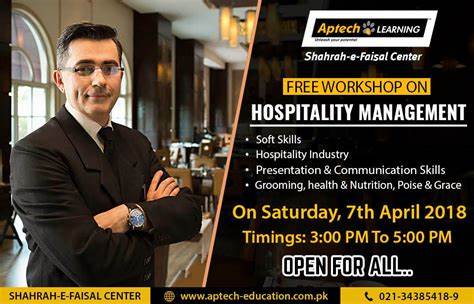 Aptech LEARNING
Unleash your potential
Shahrah-e-Faisal Center
FREE WORKSHOP ON
HOSPITALITY MANAGEMENT
• Soft Skills
• Hospitality Industry
• Presentation & Communication Skills
• Grooming, health & Nutrition, Poise & Grace
On Saturday, 7th April 2018
Timings: 3:00 PM To 5:00 PM
OPEN FOR ALL..
SHAHRAH-E-FAISAL CENTER
www.aptech-education.com.pk
021-34385418-9